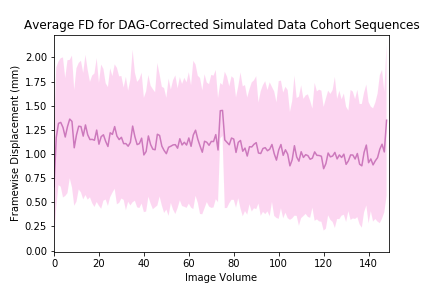 Average FD for DAG-Corrected Simulated Data Cohort Sequences
Framewise Displacement (mm)
2.00
1.75
1.50
1.25
1.00
0.75
0.50
0.25
0.00
0 20 40 60 80 100 120 140
Image Volume